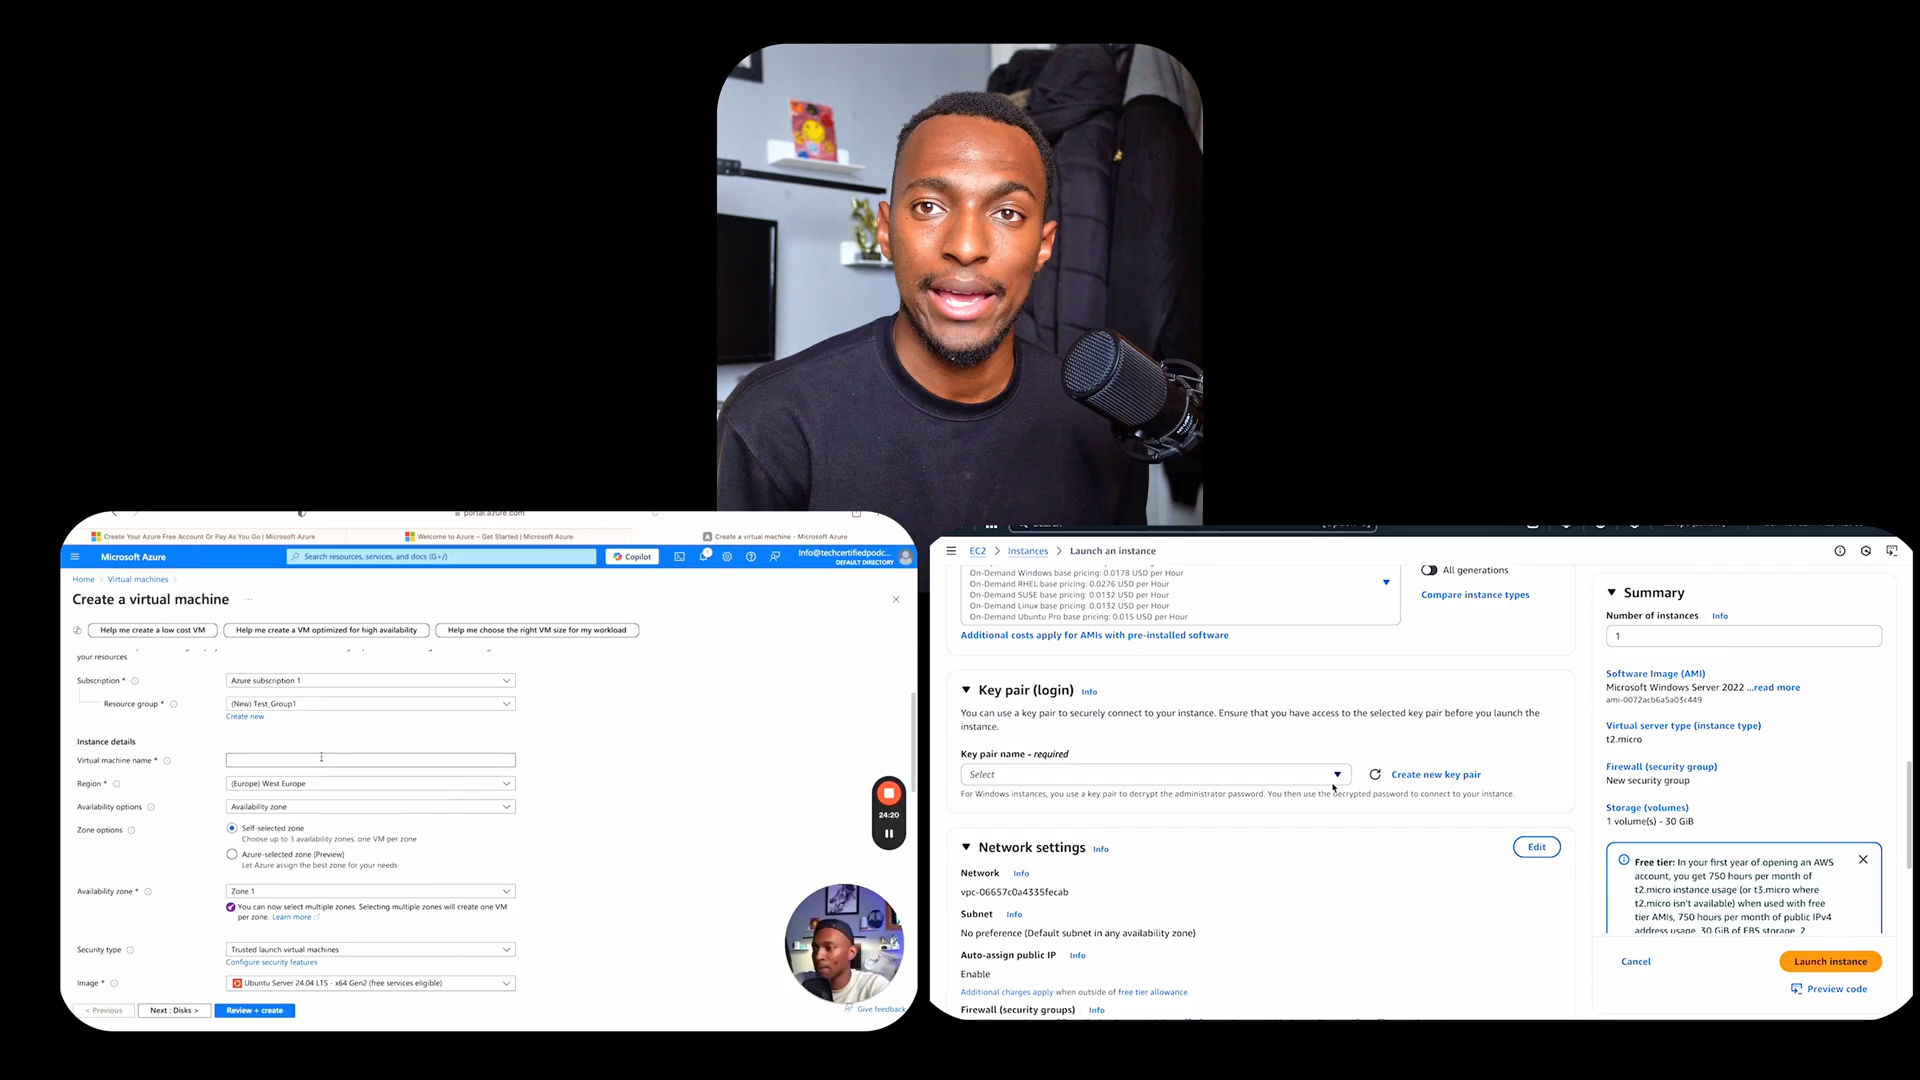 portal.azure.com
Create Your Azure Free Account Or Pay As You Go | Microsoft Azure
Welcome to Azure – Get Started | Microsoft Azure
Create a virtual machine - Microsoft Azure
Microsoft Azure
Search resources, services, and docs (G+/)
Copilot
1
Info@techcertifiedpodc...
DEFAULT DIRECTORY
Home > Virtual machines >
Create a virtual machine
...
Help me create a low cost VM
Help me create a VM optimized for high availability
Help me choose the right VM size for my workload
your resources.
Subscription *
Azure subscription 1
Resource group *
(New) Test_Group1
Create new
Instance details
Virtual machine name *
Region *
(Europe) West Europe
Availability options
Availability zone
Zone options
Self-selected zone
Choose up to 3 availability zones, one VM per zone
Azure-selected zone (Preview)
Let Azure assign the best zone for your needs
Availability zone *
Zone 1
You can now select multiple zones. Selecting multiple zones will create one VM
per zone. Learn more
Security type
Trusted launch virtual machines
Configure security features
Image *
Ubuntu Server 24.04 LTS - x64 Gen2 (free services eligible)
< Previous
Next : Disks >
Review + create
Give feedback
24:20
EC2 > Instances > Launch an instance
On-Demand Windows base pricing: 0.0178 USD per Hour
On-Demand RHEL base pricing: 0.0276 USD per Hour
On-Demand SUSE base pricing: 0.0132 USD per Hour
On-Demand Linux base pricing: 0.0132 USD per Hour
On-Demand Ubuntu Pro base pricing: 0.015 USD per Hour
All generations
Compare instance types
Additional costs apply for AMIs with pre-installed software
Key pair (login) Info
You can use a key pair to securely connect to your instance. Ensure that you have access to the selected key pair before you launch the
instance.
Key pair name - required
Select
Create new key pair
For Windows instances, you use a key pair to decrypt the administrator password. You then use the decrypted password to connect to your instance.
Network settings Info
Edit
Network Info
vpc-06657c0a4335fecab
Subnet Info
No preference (Default subnet in any availability zone)
Auto-assign public IP Info
Enable
Additional charges apply when outside of free tier allowance
Firewall (security groups) Info
Summary
Number of instances Info
1
Software Image (AMI)
Microsoft Windows Server 2022 ...read more
ami-0072acb6a5a03c449
Virtual server type (instance type)
t2.micro
Firewall (security group)
New security group
Storage (volumes)
1 volume(s) - 30 GiB
Free tier: In your first year of opening an AWS
account, you get 750 hours per month of
t2.micro instance usage (or t3.micro where
t2.micro isn't available) when used with free
tier AMIs, 750 hours per month of public IPv4
address usage, 30 GiB of EBS storage, 2
Cancel
Launch instance
Preview code